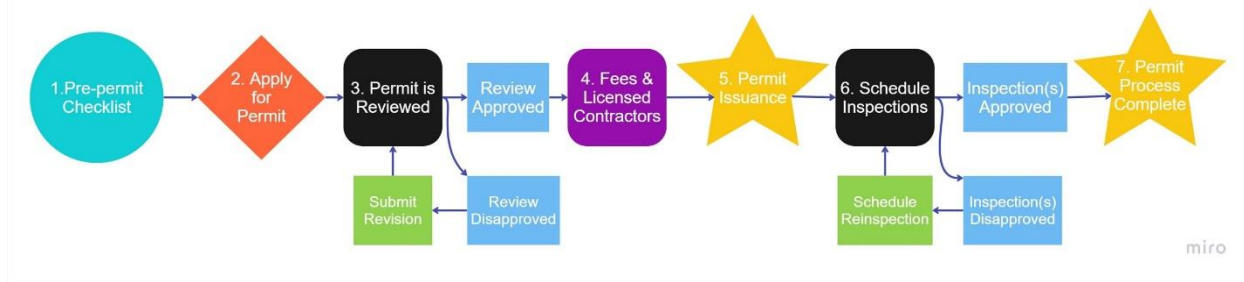 1.Pre-permit
Checklist
2. Apply
for
Permit
3. Permit is
Reviewed
Review
Approved
4. Fees &
Licensed
Contractors
5. Permit
Issuance
6. Schedule
Inspections
Inspection(s)
Approved
7. Permit
Process
Complete
Submit
Revision
Review
Disapproved
Schedule
Reinspection
Inspection(s)
Disapproved
miro